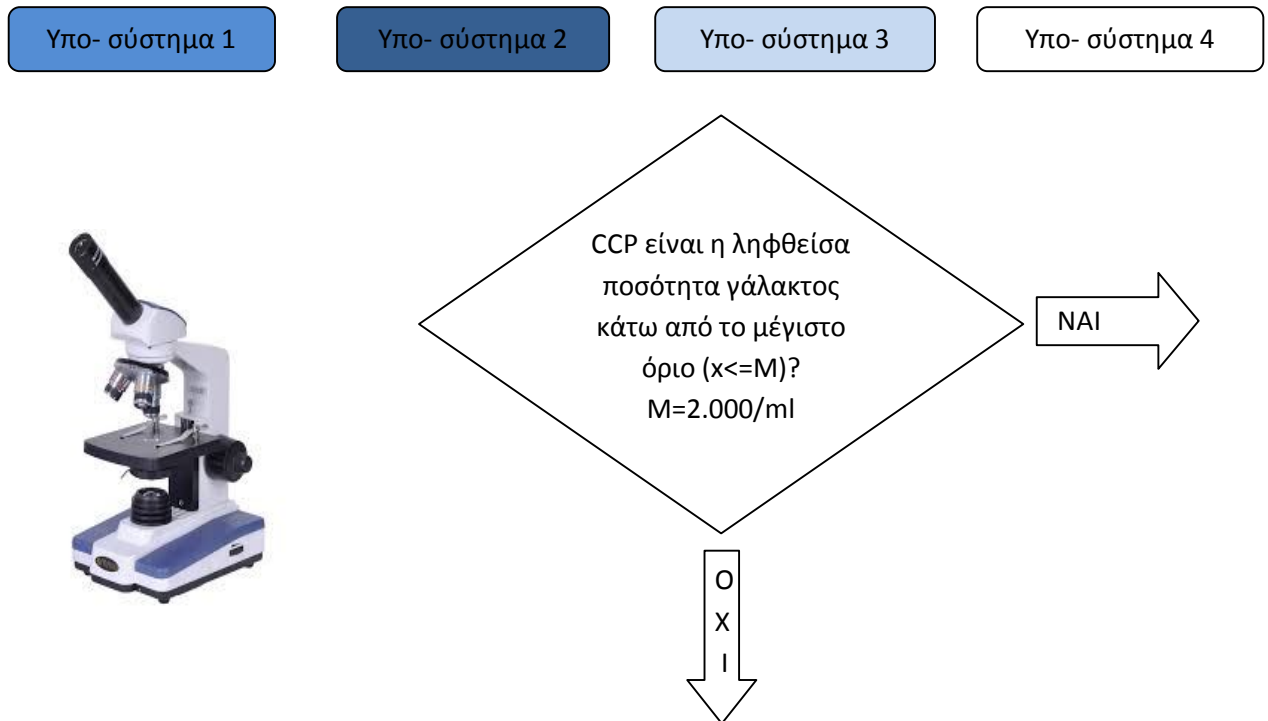 Υπο- σύστημα 1
Υπο- σύστημα 2
Υπο- σύστημα 3
Υπο- σύστημα 4
CCP είναι η ληφθείσα
ποσότητα γάλακτος
κάτω από το μέγιστο
όριο (x<=M)?
M=2.000/ml
ΝΑΙ
Ο
Χ
Ι